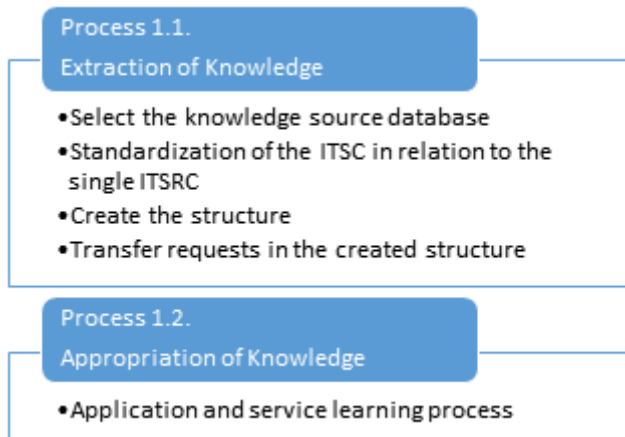 Process 1.1.
Extraction of Knowledge
•Select the knowledge source database
•Standardization of the ITSC in relation to the
single ITSRC
•Create the structure
•Transfer requests in the created structure
Process 1.2.
Appropriation of Knowledge
•Application and service learning process